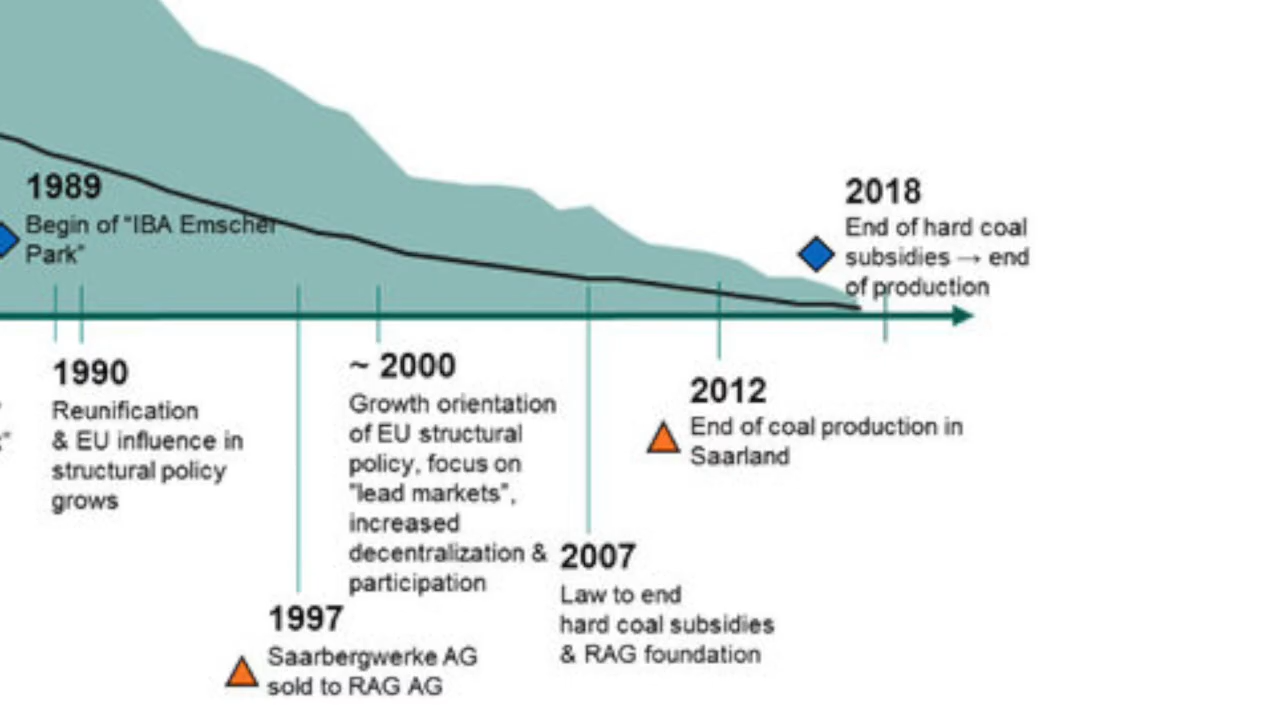 1989
Begin of "IBA Emscher
Park"
2018
End of hard coal
subsidies → end
of production
1990
Reunification
& EU influence in
structural policy
grows
~ 2000
Growth orientation
of EU structural
policy, focus on
"lead markets",
increased
decentralization &
participation
2012
End of coal production in
Saarland
2007
Law to end
hard coal subsidies
& RAG foundation
1997
Saarbergwerke AG
sold to RAG AG